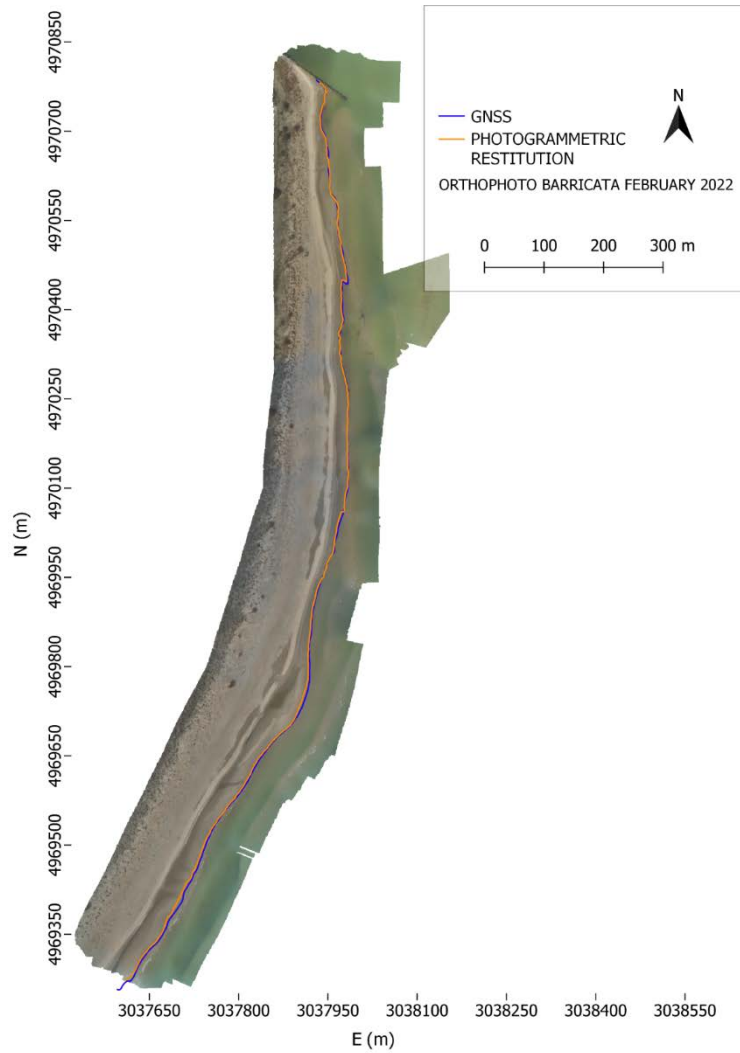 N
GNSS
PHOTOGRAMMETRIC
RESTITUTION
ORTHOPHOTO BARRICATA FEBRUARY 2022
0 100 200 300 m
4970850
4970700
4970550
4970400
4970250
4970100
4969950
4969800
4969650
4969500
4969350
N (m)
3037650 3037800 3037950 3038100 3038250 3038400 3038550
E (m)